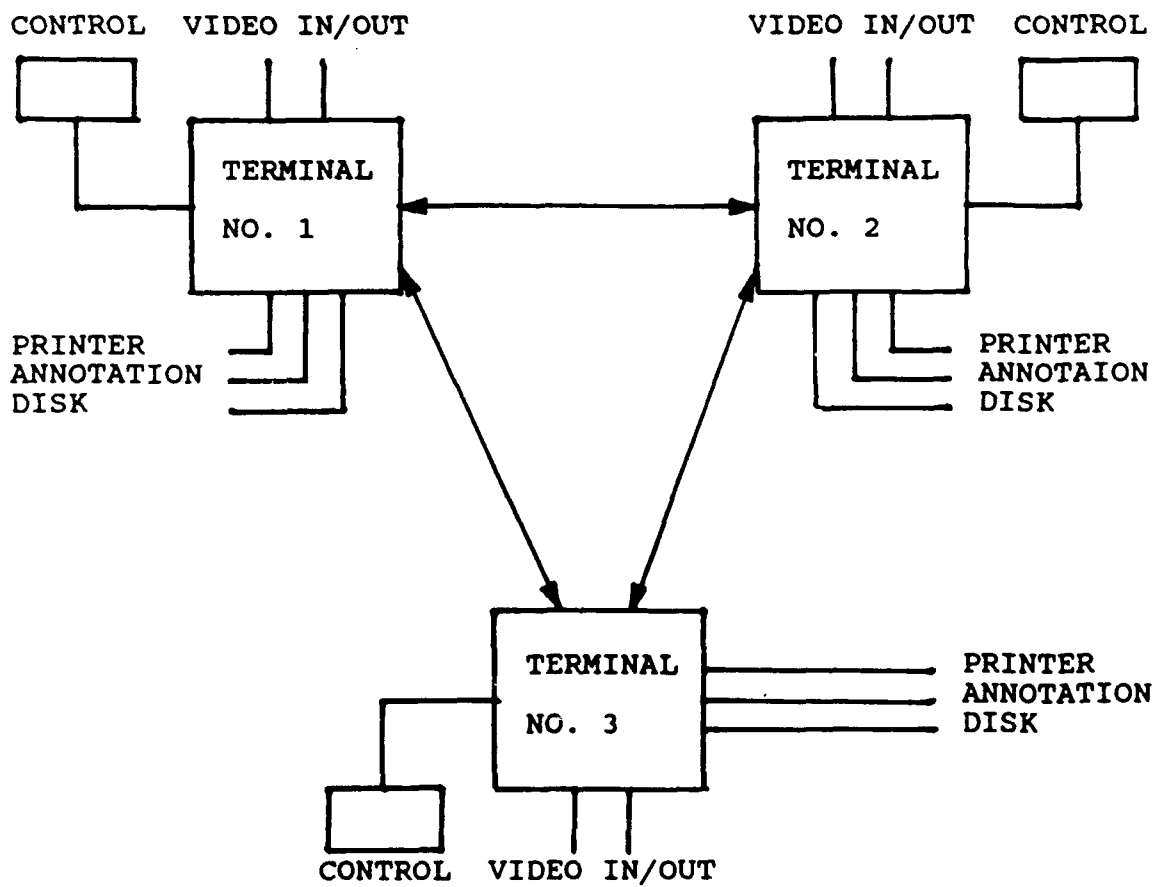 CONTROL VIDEO IN/OUT VIDEO IN/OUT CONTROL
TERMINAL
NO. 1
TERMINAL
NO. 2
PRINTER
ANNOTATION
DISK
PRINTER
ANNOTAION
DISK
TERMINAL
NO. 3
PRINTER
ANNOTATION
DISK
CONTROL VIDEO IN/OUT